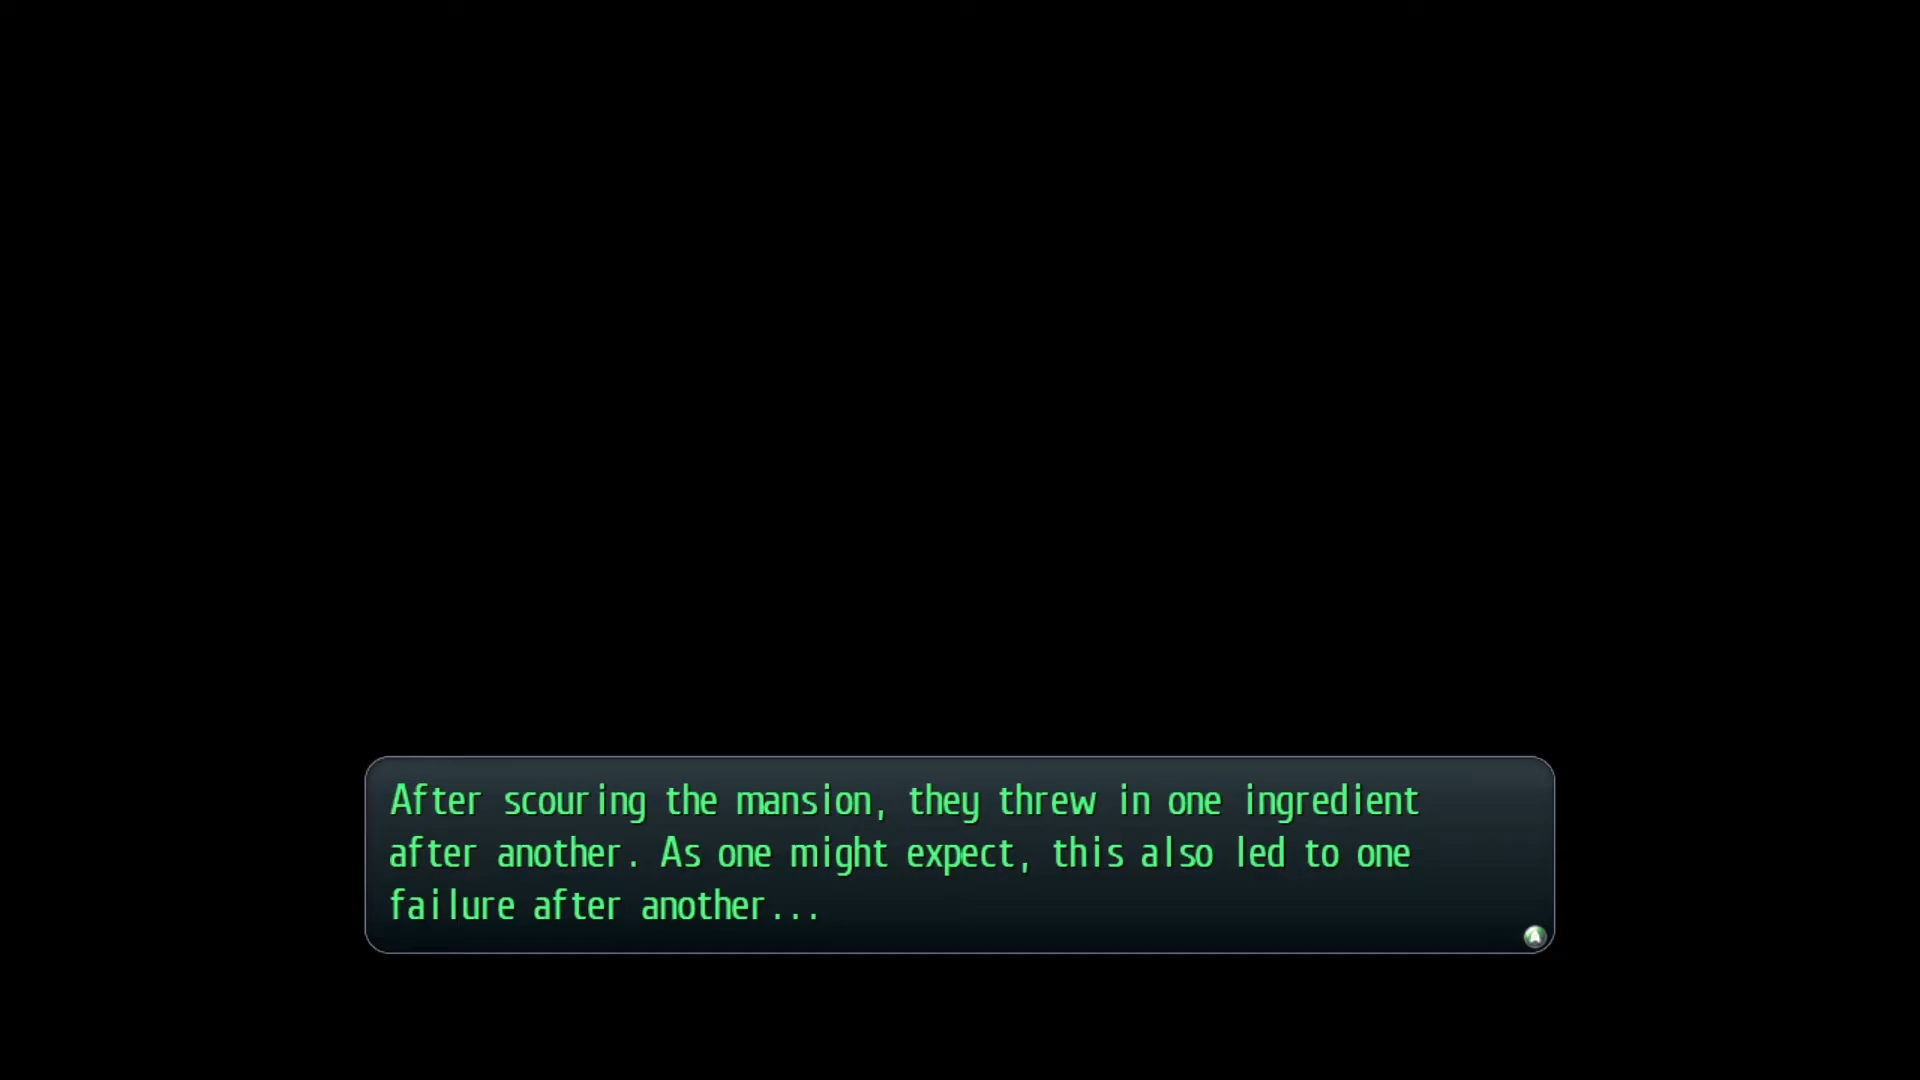 After scouring the mansion, they threw in one ingredient
after another. As one might expect, this also led to one
failure after another...
A